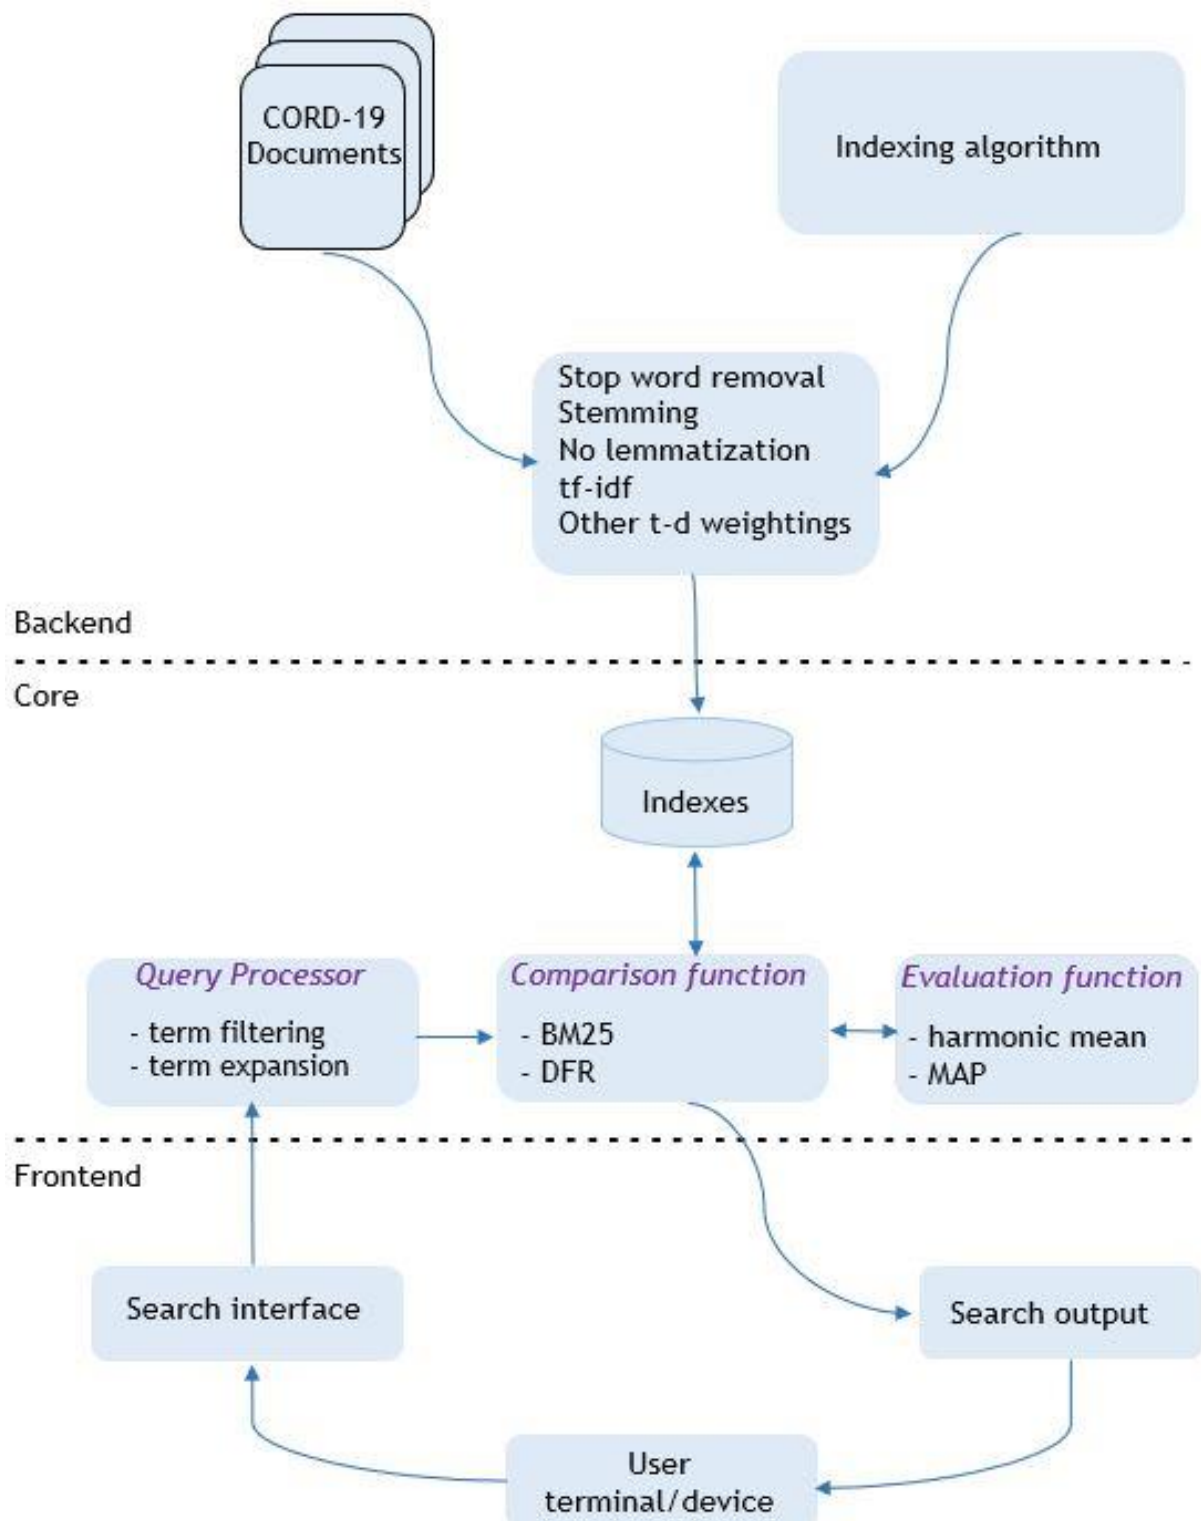 CORD-19
Documents
Indexing algorithm
Stop word removal
Stemming
No lemmatization
tf-idf
Other t-d weightings
Backend
Core
Indexes
Query Processor
- term filtering
- term expansion
Comparison function
- BM25
- DFR
Evaluation function
- harmonic mean
- MAP
Frontend
Search interface
Search output
User
terminal/device